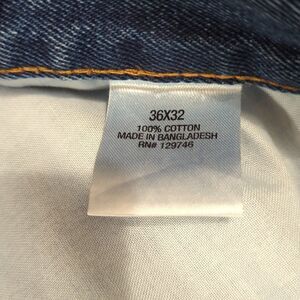 36X32
100% COTTON
MADE IN BANGLADESH
RN# 129746